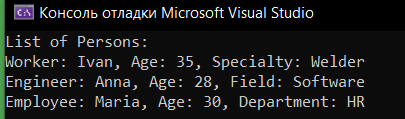 Консоль отладки Microsoft Visual Studio
List of Persons:
Worker: Ivan, Age: 35, Specialty: Welder
Engineer: Anna, Age: 28, Field: Software
Employee: Maria, Age: 30, Department: HR